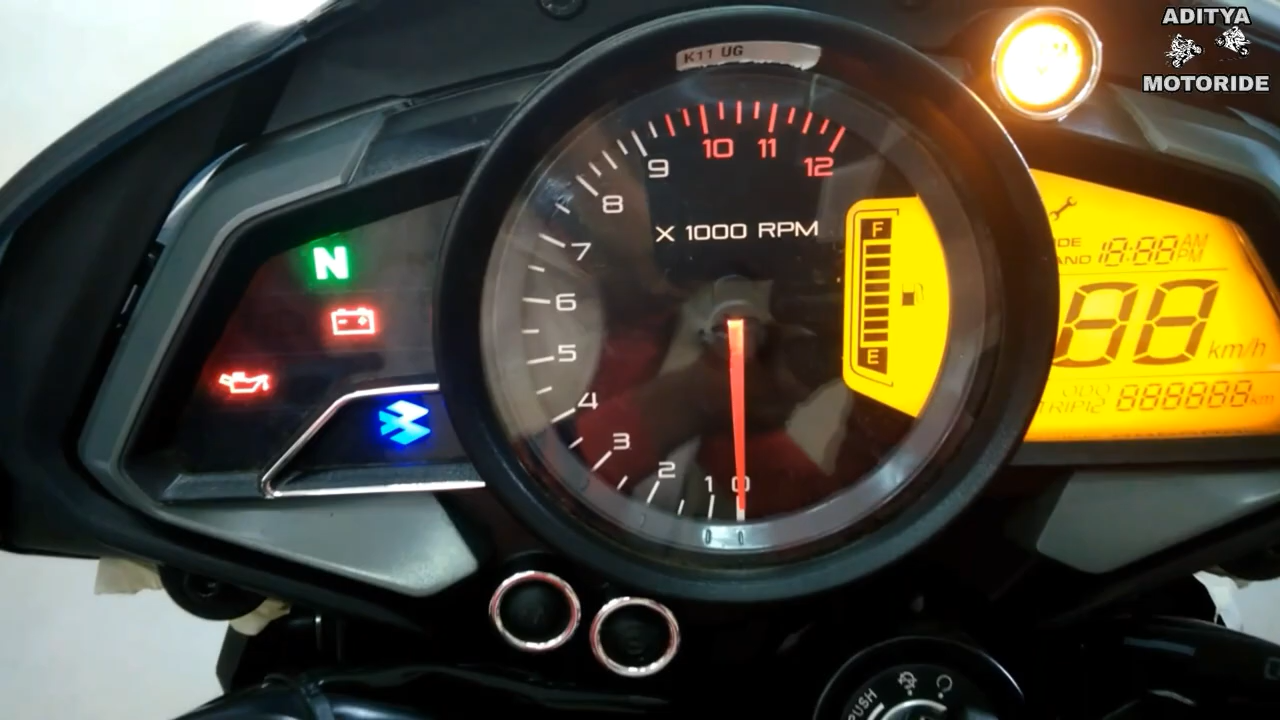 ADITYA
MOTORIDE
K11 UG
9
10
11
12
8
X 1000 RPM
7
6
5
4
3
2
1
0
N
F
E
18:88 AM
PM
88
km/h
ODO
888888
km
PUSH